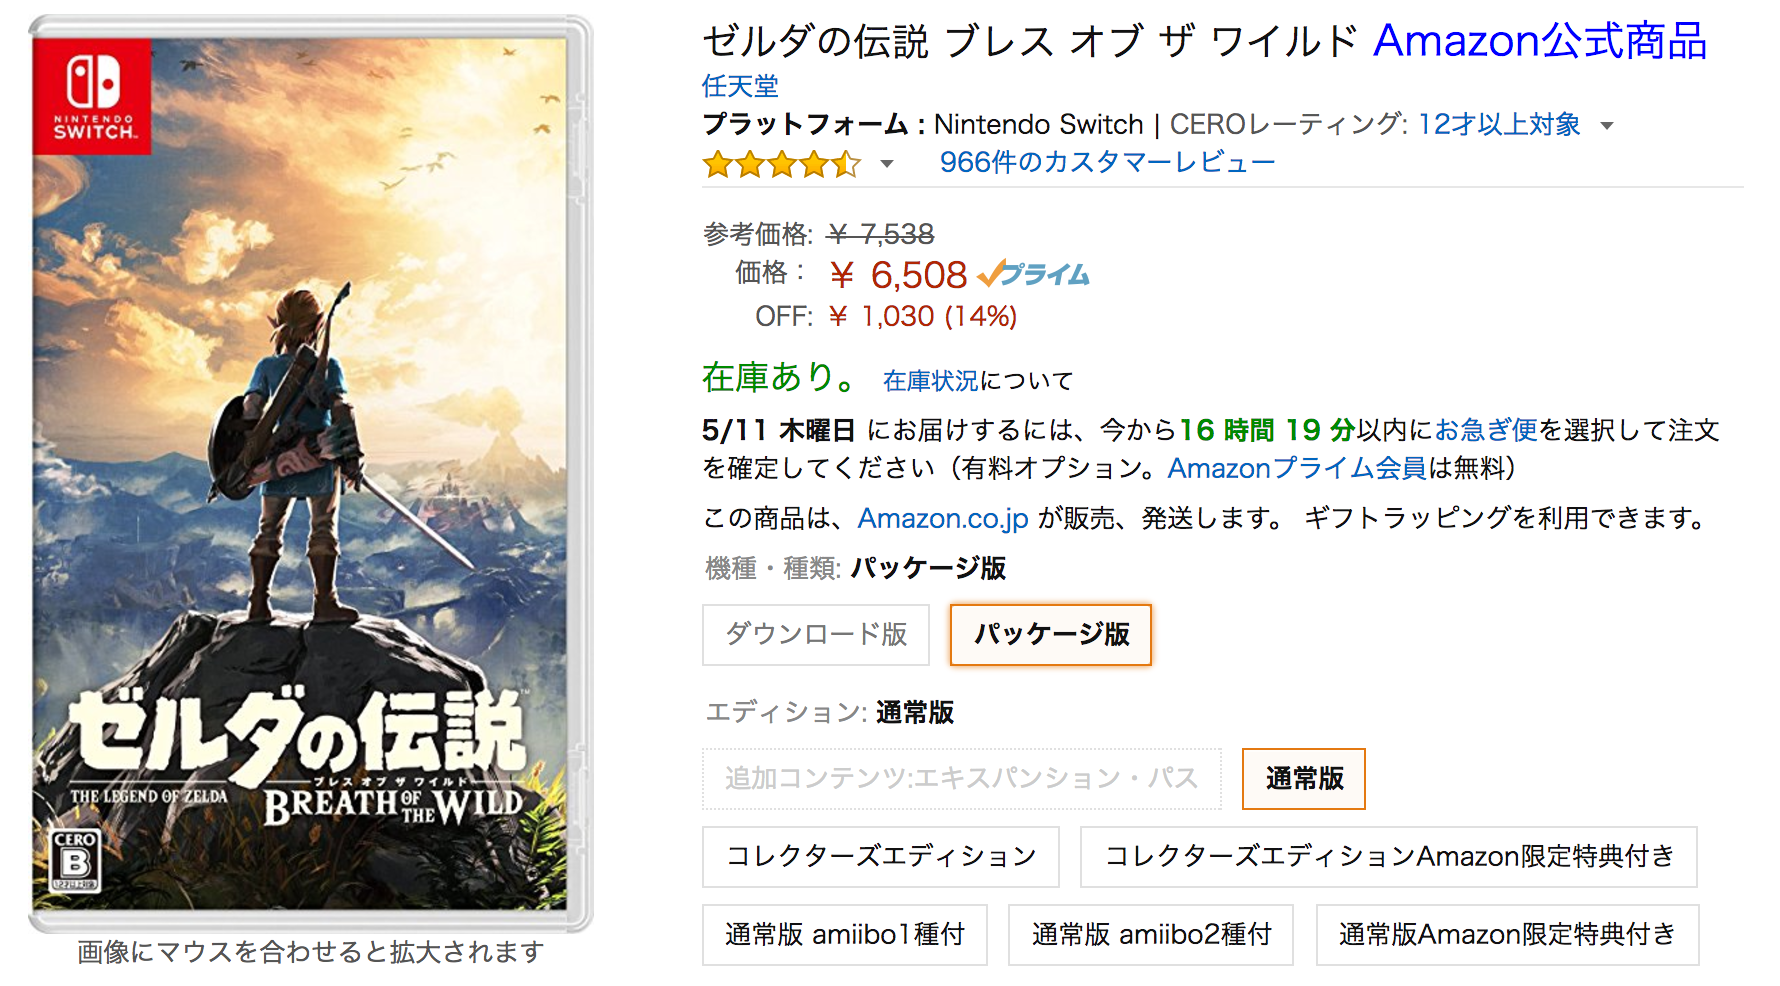 NINTENDO
SWITCH™
ゼルダの伝説™
ブレス オブ ザ ワイルド
THE LEGEND OF ZELDA
BREATH OF THE WILD
CERO
B
12才以上対象
画像にマウスを合わせると拡大されます
ゼルダの伝説 ブレス オブ ザ ワイルド Amazon公式商品
任天堂
プラットフォーム : Nintendo Switch | CEROレーティング: 12才以上対象
966件のカスタマーレビュー
参考価格: ¥ 7,538
価格： ¥ 6,508 プライム
OFF: ¥ 1,030 (14%)
在庫あり。 在庫状況について
5/11 木曜日 にお届けするには、今から16 時間 19 分以内にお急ぎ便を選択して注文
を確定してください（有料オプション。Amazonプライム会員は無料）
この商品は、Amazon.co.jp が販売、発送します。 ギフトラッピングを利用できます。
機種・種類: パッケージ版
ダウンロード版 パッケージ版
エディション: 通常版
追加コンテンツ:エキスパンション・パス 通常版
コレクターズエディション コレクターズエディションAmazon限定特典付き
通常版 amiibo1種付 通常版 amiibo2種付 通常版Amazon限定特典付き